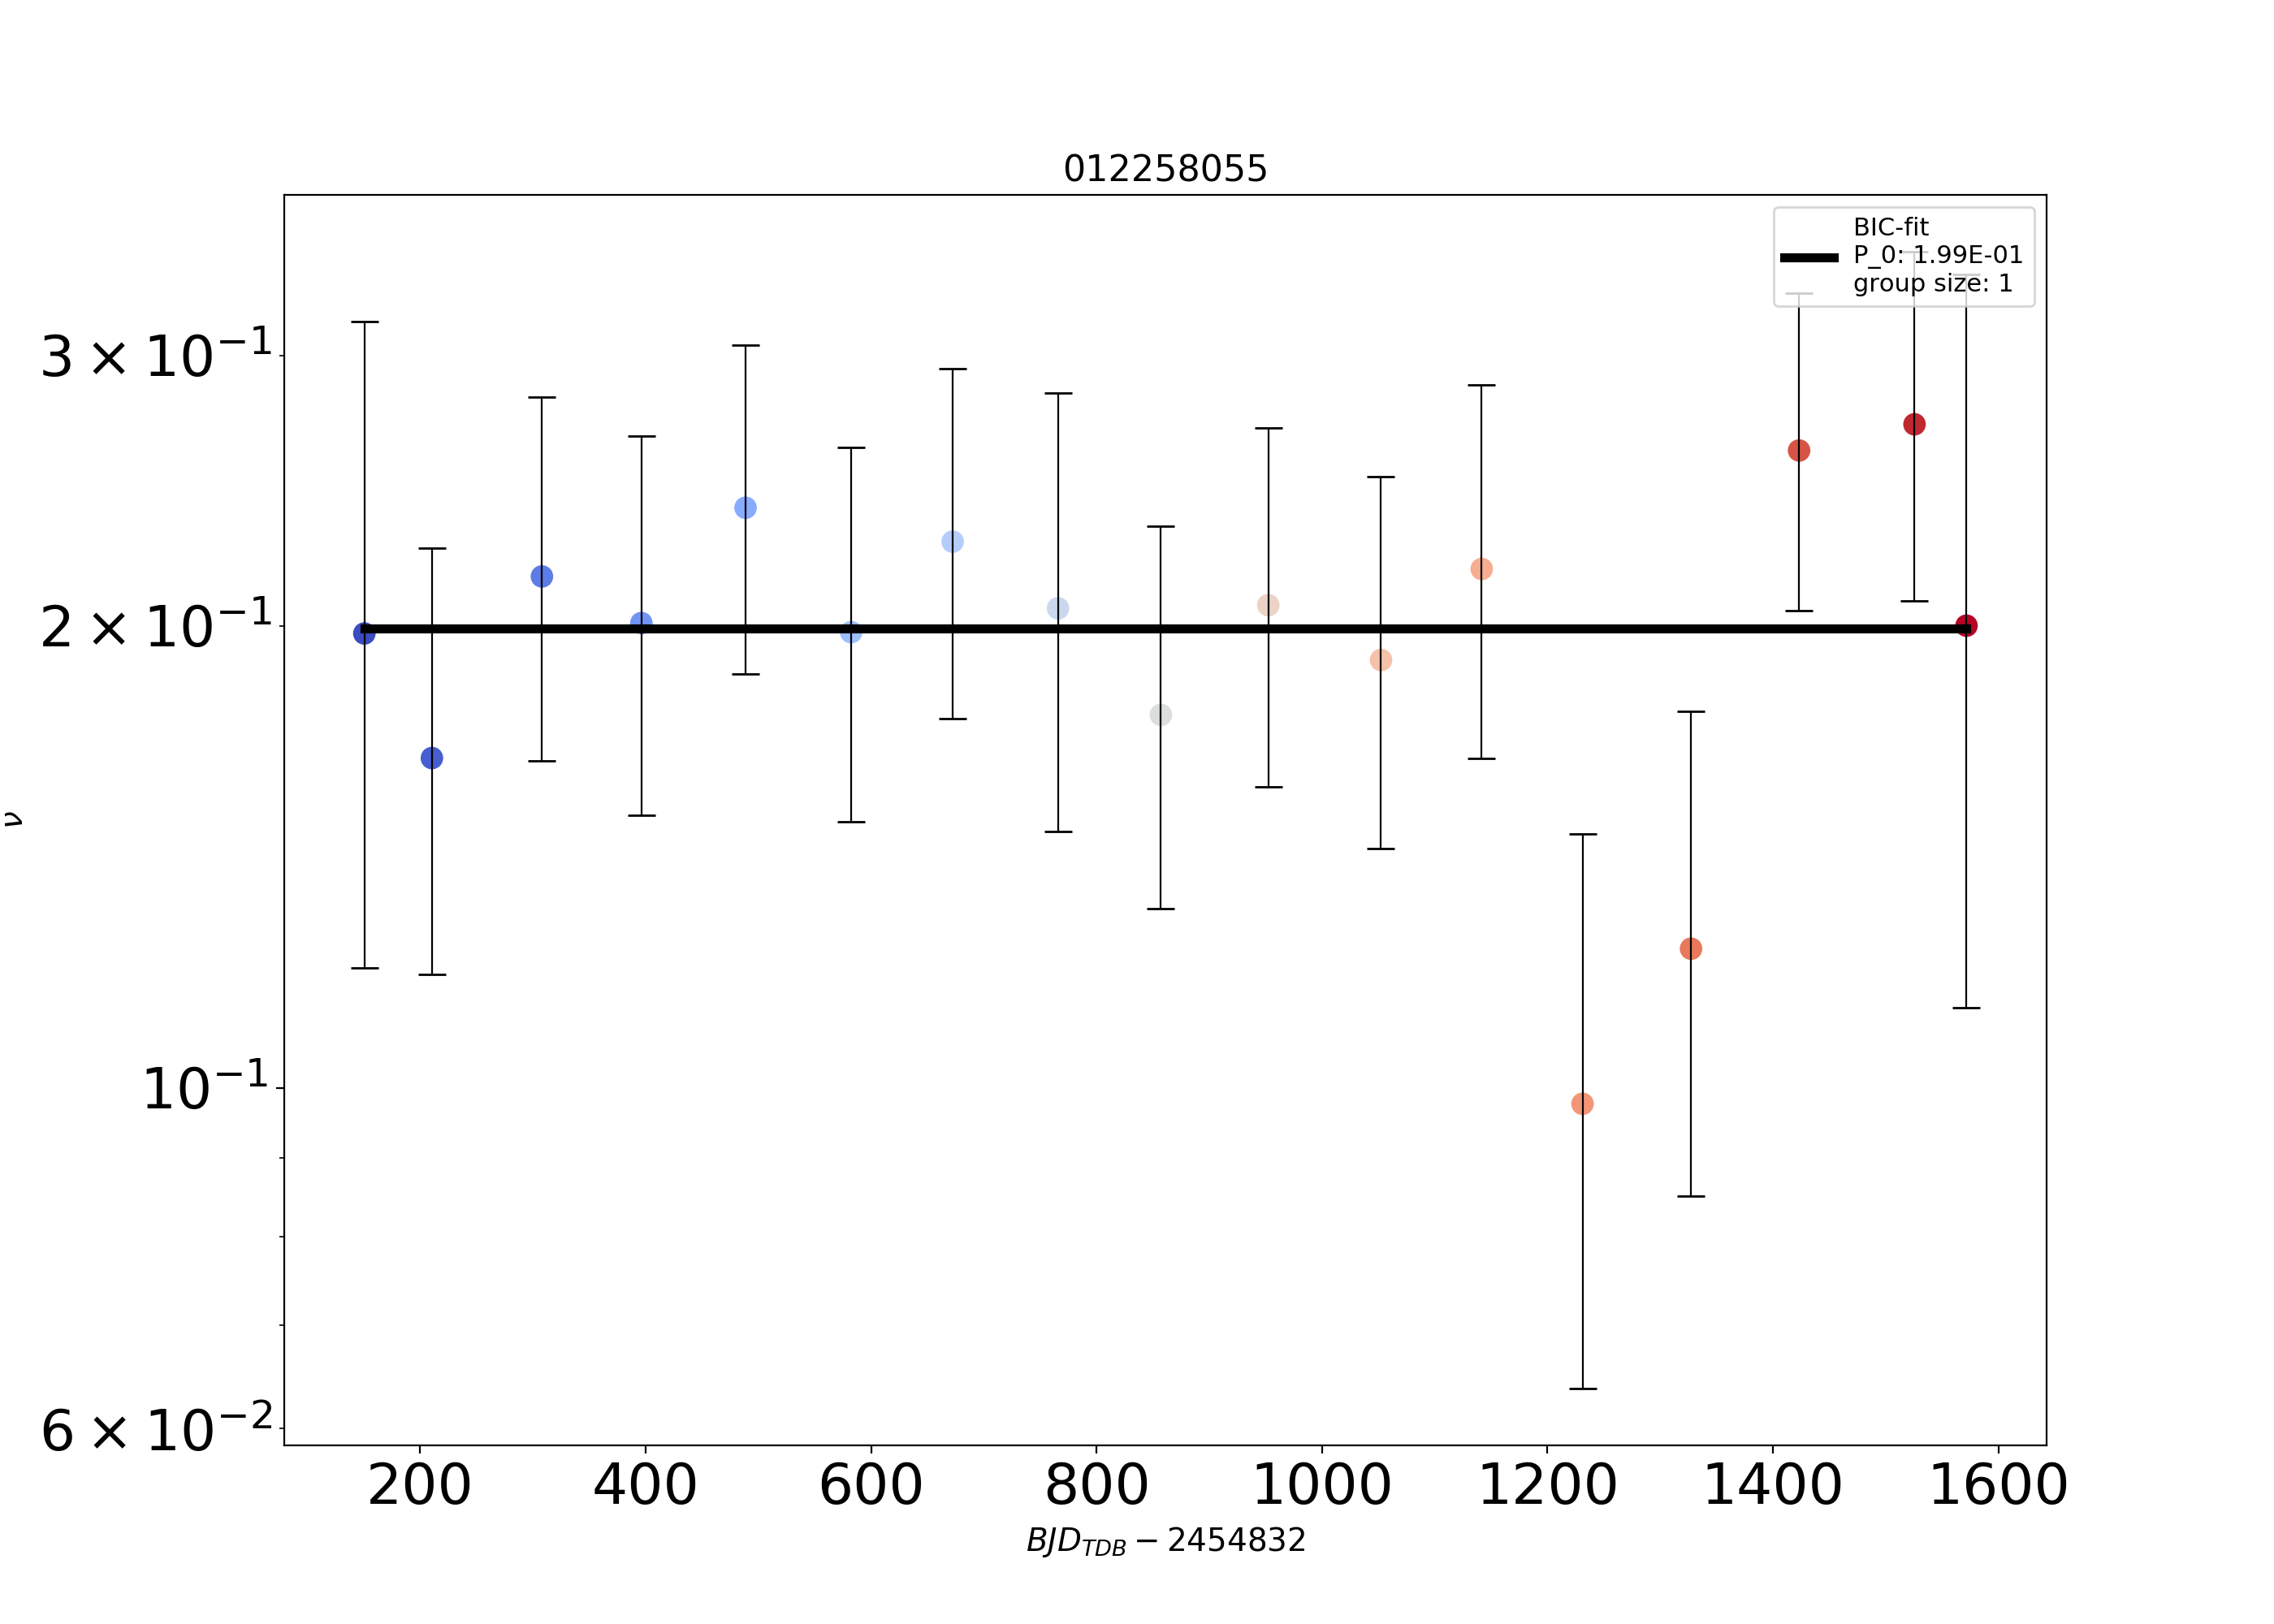 012258055
BIC-fit
P_0: 1.99E-01
group size: 1
3 × 10⁻¹
2 × 10⁻¹
10⁻¹
6 × 10⁻²
ν
200 400 600 800 1000 1200 1400 1600
BJD_TDB − 2454832